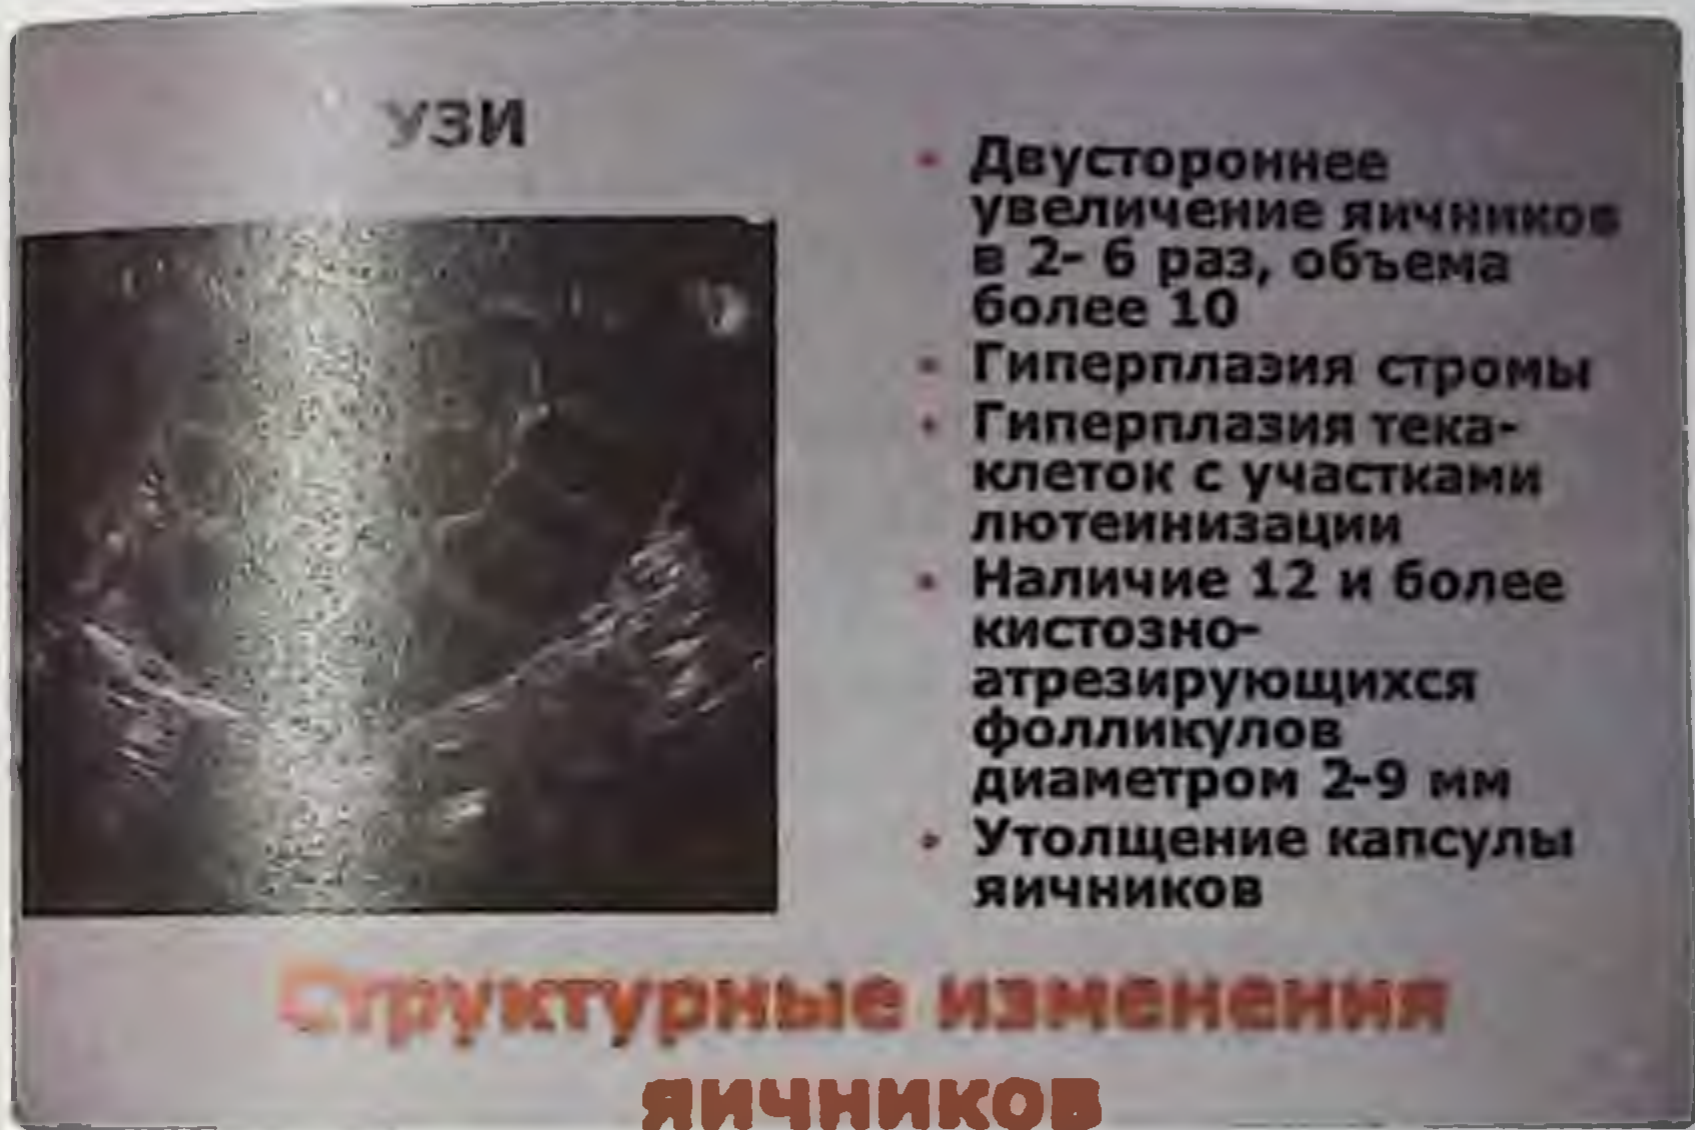 УЗИ
• Двустороннее
увеличение яичников
в 2- 6 раз, объема
более 10
• Гиперплазия стромы
• Гиперплазия тека-
клеток с участками
лютеинизации
• Наличие 12 и более
кистозно-
атрезирующихся
фолликулов
диаметром 2-9 мм
• Утолщение капсулы
яичников
Структурные изменения
яичников